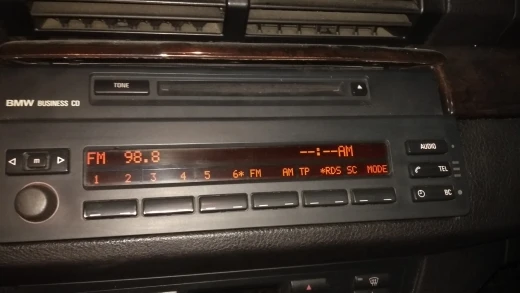 TONE
BMW BUSINESS CD
FM 98.8 --:--AM
1 2 3 4 5 6* FM AM TP *RDS SC MODE
m
AUDIO
TEL
BC